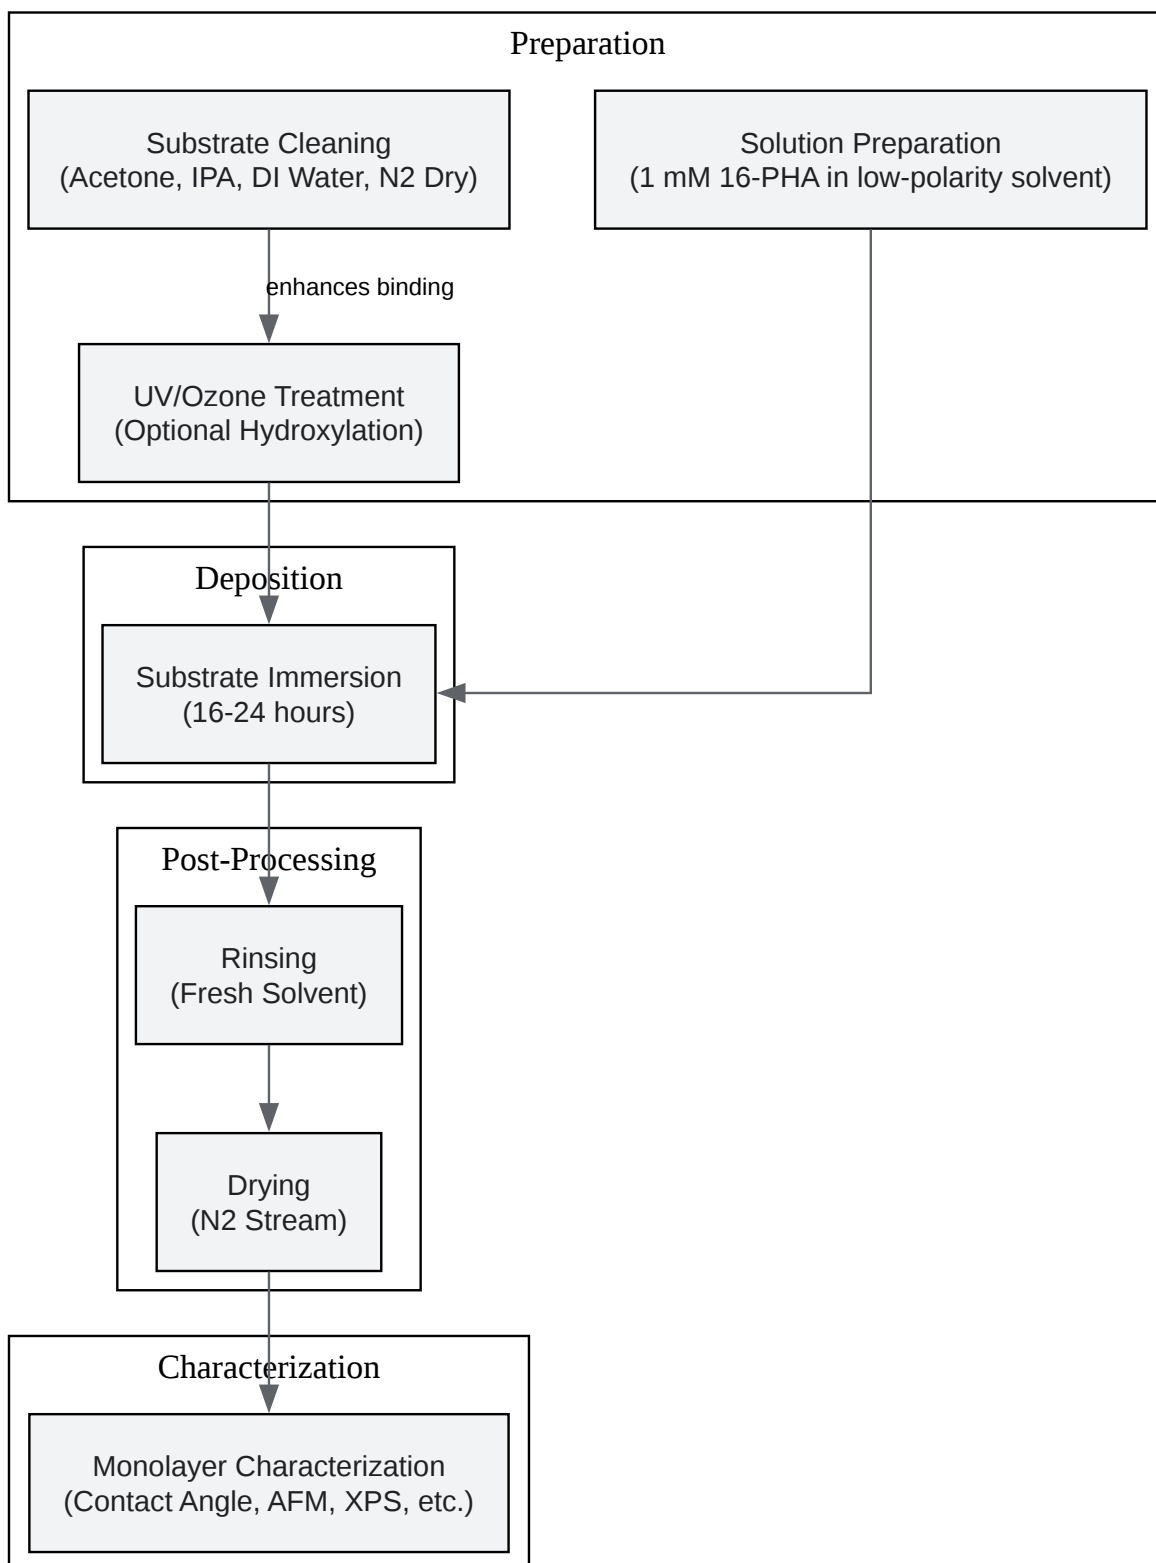 Preparation
Substrate Cleaning
(Acetone, IPA, DI Water, N2 Dry)
Solution Preparation
(1 mM 16-PHA in low-polarity solvent)
enhances binding
UV/Ozone Treatment
(Optional Hydroxylation)
Deposition
Substrate Immersion
(16-24 hours)
Post-Processing
Rinsing
(Fresh Solvent)
Drying
(N2 Stream)
Characterization
Monolayer Characterization
(Contact Angle, AFM, XPS, etc.)